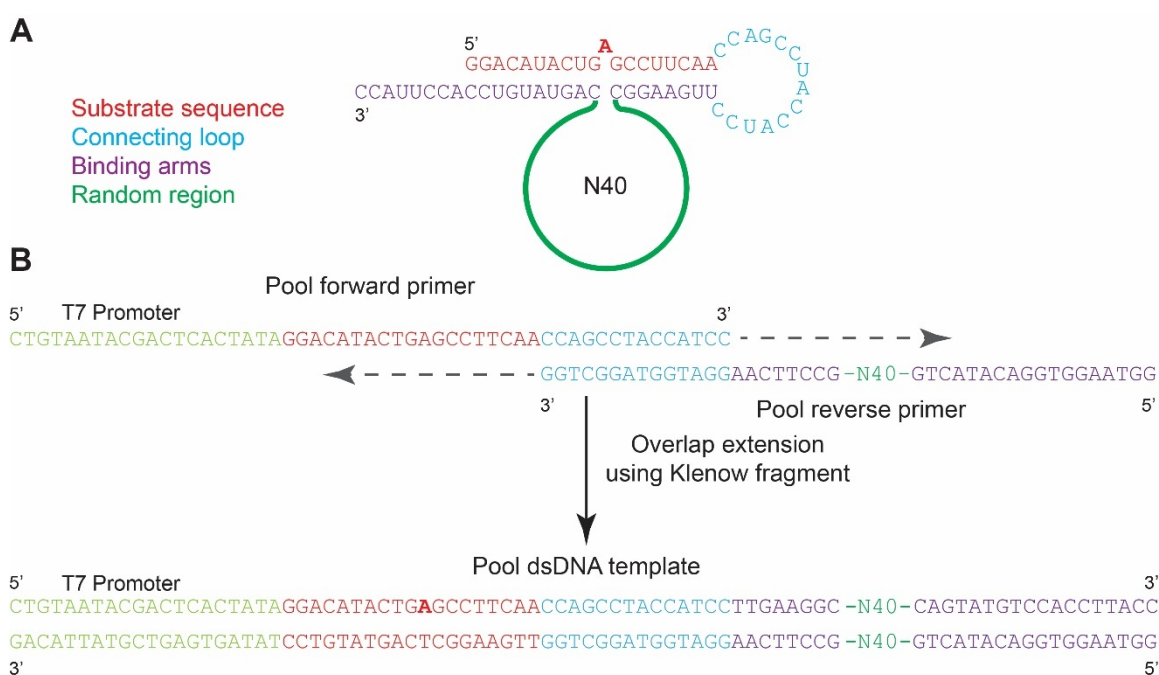 A
5'
A
GGACAUACUG GCCUUCAA
CCAGCCUACCAUCC
CCAUUCCACCUGUAUGAC CGGAAGUU
3'
Substrate sequence
Connecting loop
Binding arms
Random region
N40
B
Pool forward primer
5' T7 Promoter 3'
CTGTAATACGACTCACTATAGGACATACTGAGCCTTCAACCAGCCTACCATCC
GGTCGGATGGTAGGAACTTCCG-N40-GTCATACAGGTGGAATGG
3' Pool reverse primer 5'
Overlap extension
using Klenow fragment
Pool dsDNA template
5' T7 Promoter 3'
CTGTAATACGACTCACTATAGGACATACTGAGCCTTCAACCAGCCTACCATCCTTGAAGGC-N40-CAGTATGTCCACCTTACC
GACATTATGCTGAGTGATATCCTGTATGACTCGGAAGTTGGTCGGATGGTAGGAACTTCCG-N40-GTCATACAGGTGGAATGG
3' 5'